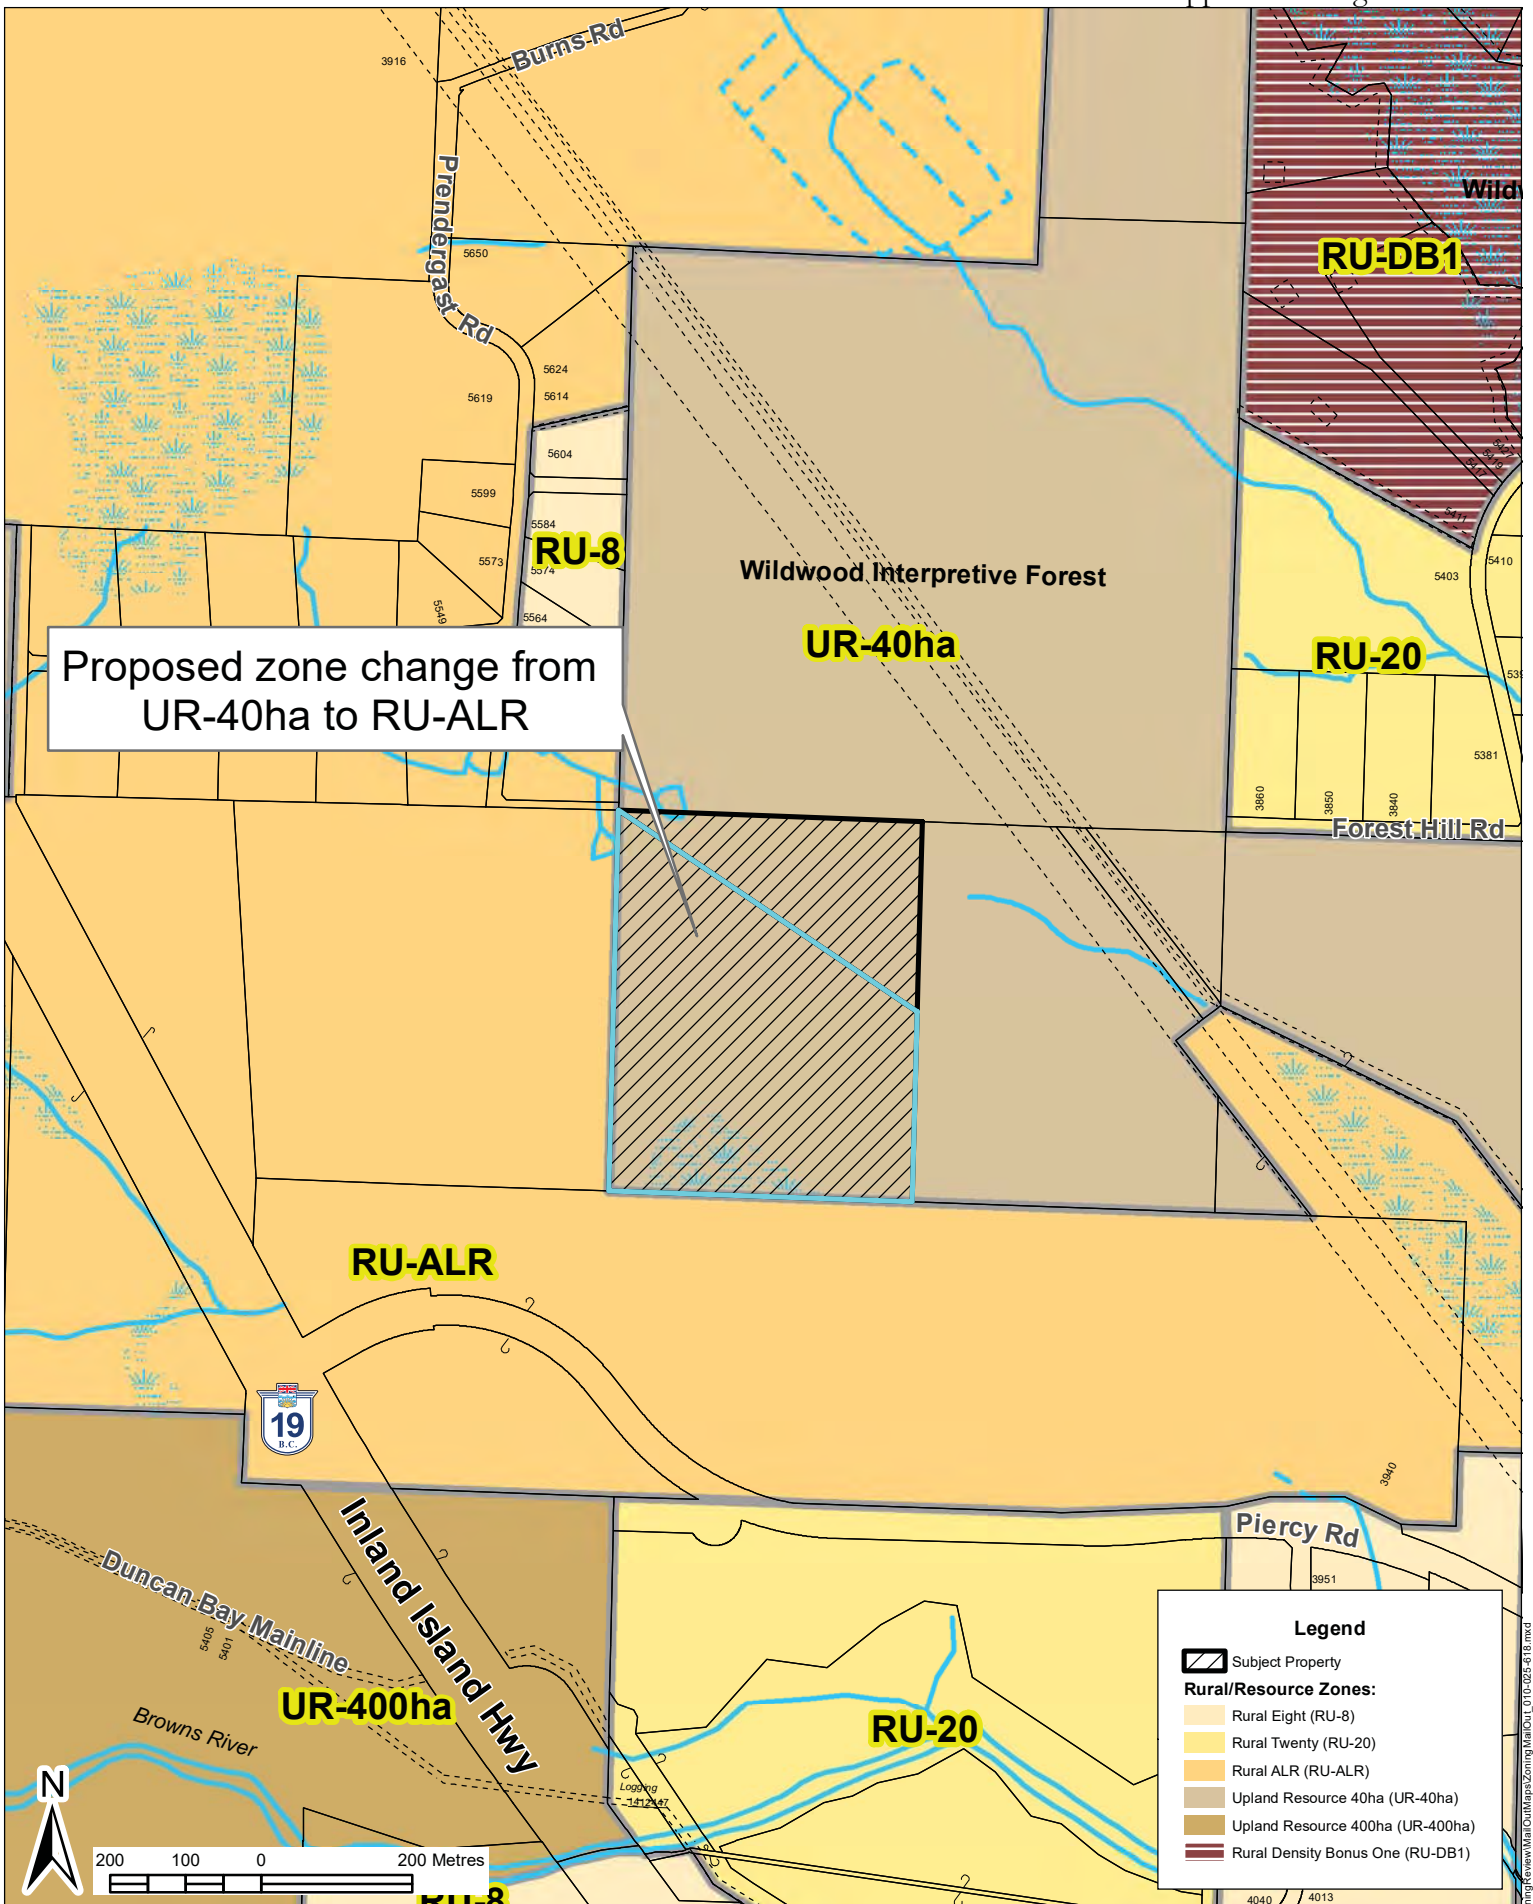 3916
Burns Rd
Prendergast Rd
5650
RU-DB1
5624
5619
5614
5604
5599
5584
RU-8
5573
5574
5564
5549
Wildwood Interpretive Forest
UR-40ha
5411
5410
5403
RU-20
5381
3860
3850
3840
Forest Hill Rd
Proposed zone change from
UR-40ha to RU-ALR
RU-ALR
19
B.C.
3940
Piercy Rd
3951
Inland Island Hwy
Duncan Bay Mainline
5405
5401
UR-400ha
Browns River
RU-20
Logging
RU-8
N
200 100 0 200 Metres
Legend
Subject Property
Rural/Resource Zones:
Rural Eight (RU-8)
Rural Twenty (RU-20)
Rural ALR (RU-ALR)
Upland Resource 40ha (UR-40ha)
Upland Resource 400ha (UR-400ha)
Rural Density Bonus One (RU-DB1)
4040
4013